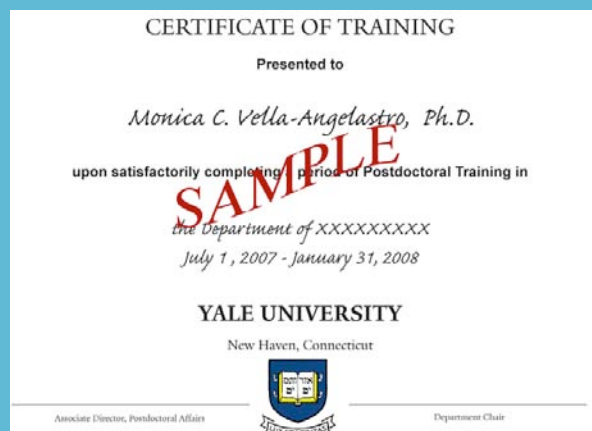 CERTIFICATE OF TRAINING
Presented to
Monica C. Vella-Angelastro, Ph.D.
upon satisfactorily completing a period of Postdoctoral Training in
SAMPLE
the Department of XXXXXXXXX
July 1, 2007 - January 31, 2008
YALE UNIVERSITY
New Haven, Connecticut
Associate Director, Postdoctoral Affairs
Department Chair